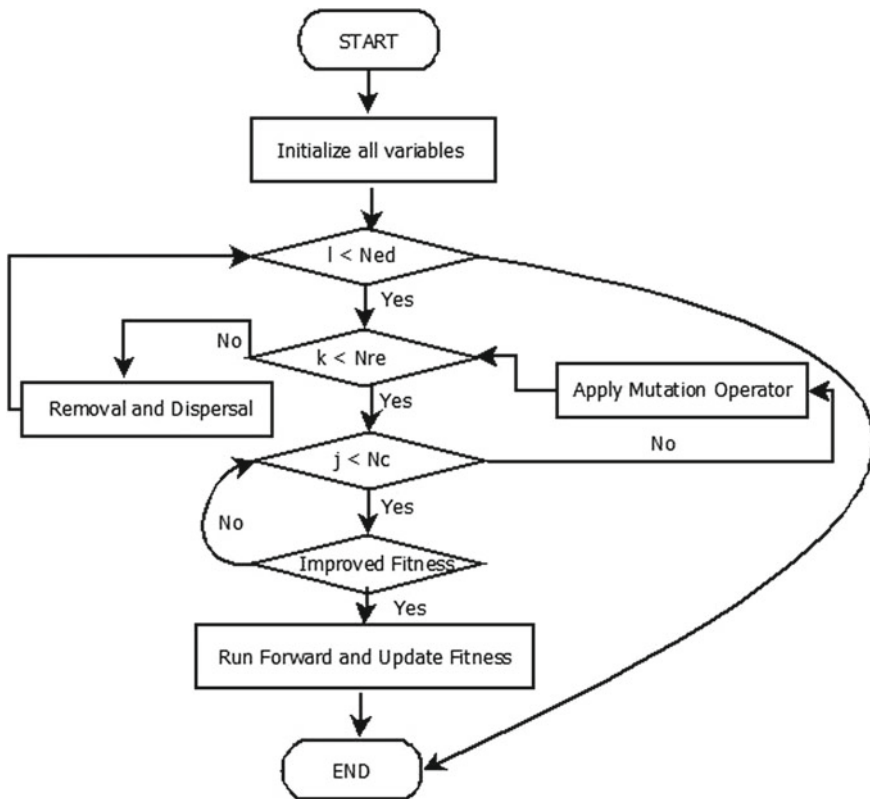 START
Initialize all variables
l < Ned
Yes
No
k < Nre
Apply Mutation Operator
Removal and Dispersal
Yes
j < Nc
No
Yes
No
Improved Fitness
Yes
Run Forward and Update Fitness
END